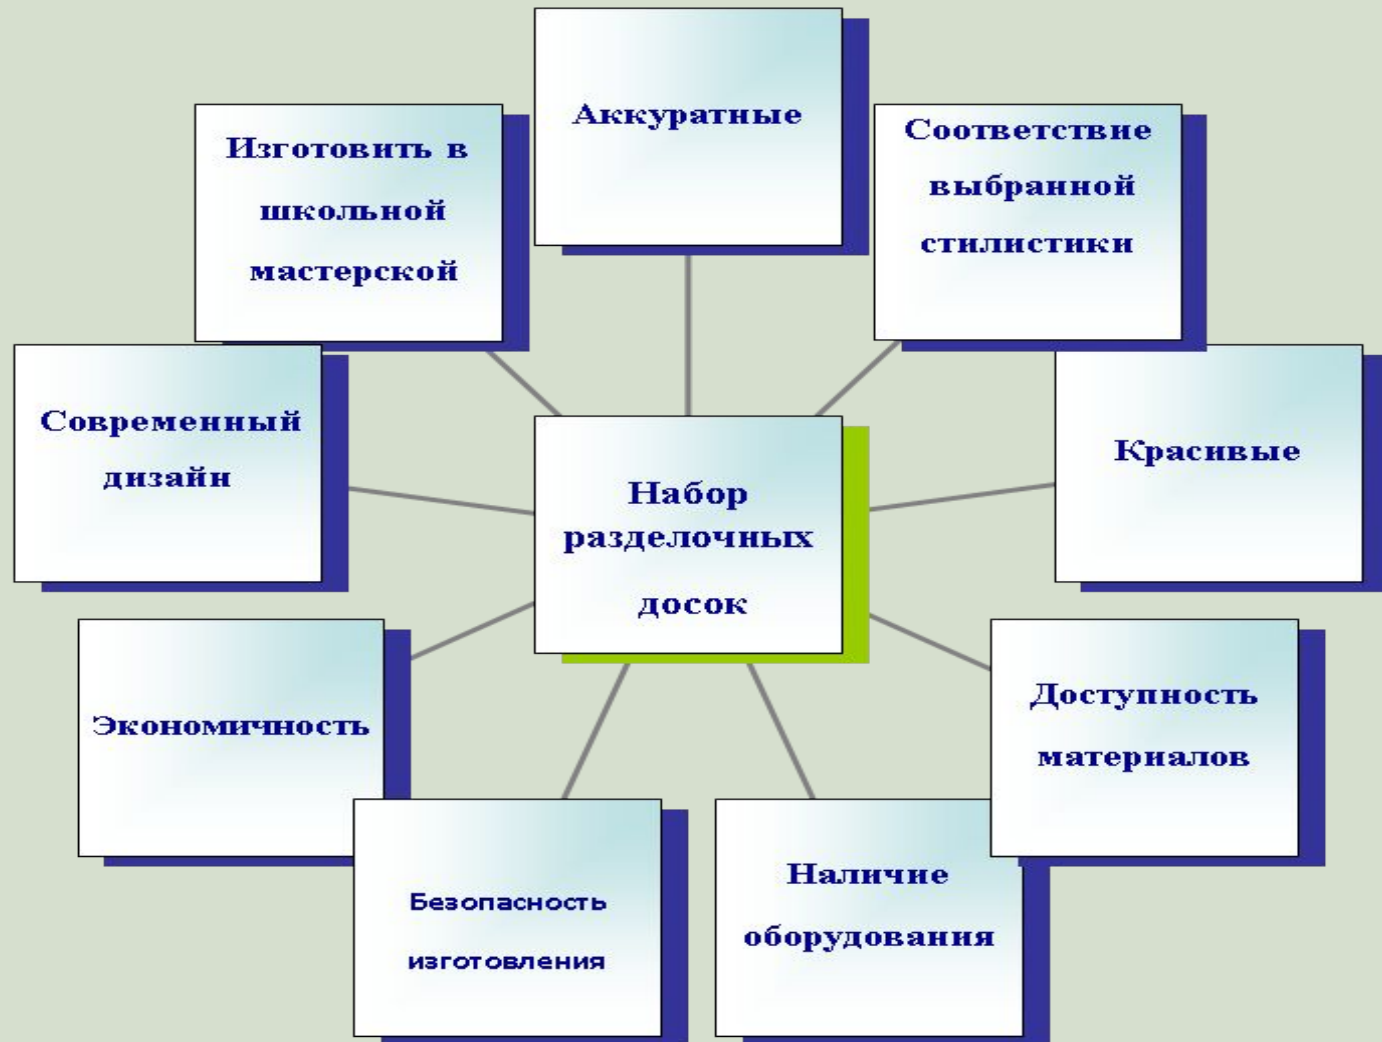 Аккуратные
Соответствие
выбранной
стилистики
Красивые
Доступность
материалов
Наличие
оборудования
Безопасность
изготовления
Экономичность
Современный
дизайн
Изготовить в
школьной
мастерской
Набор
разделочных
досок